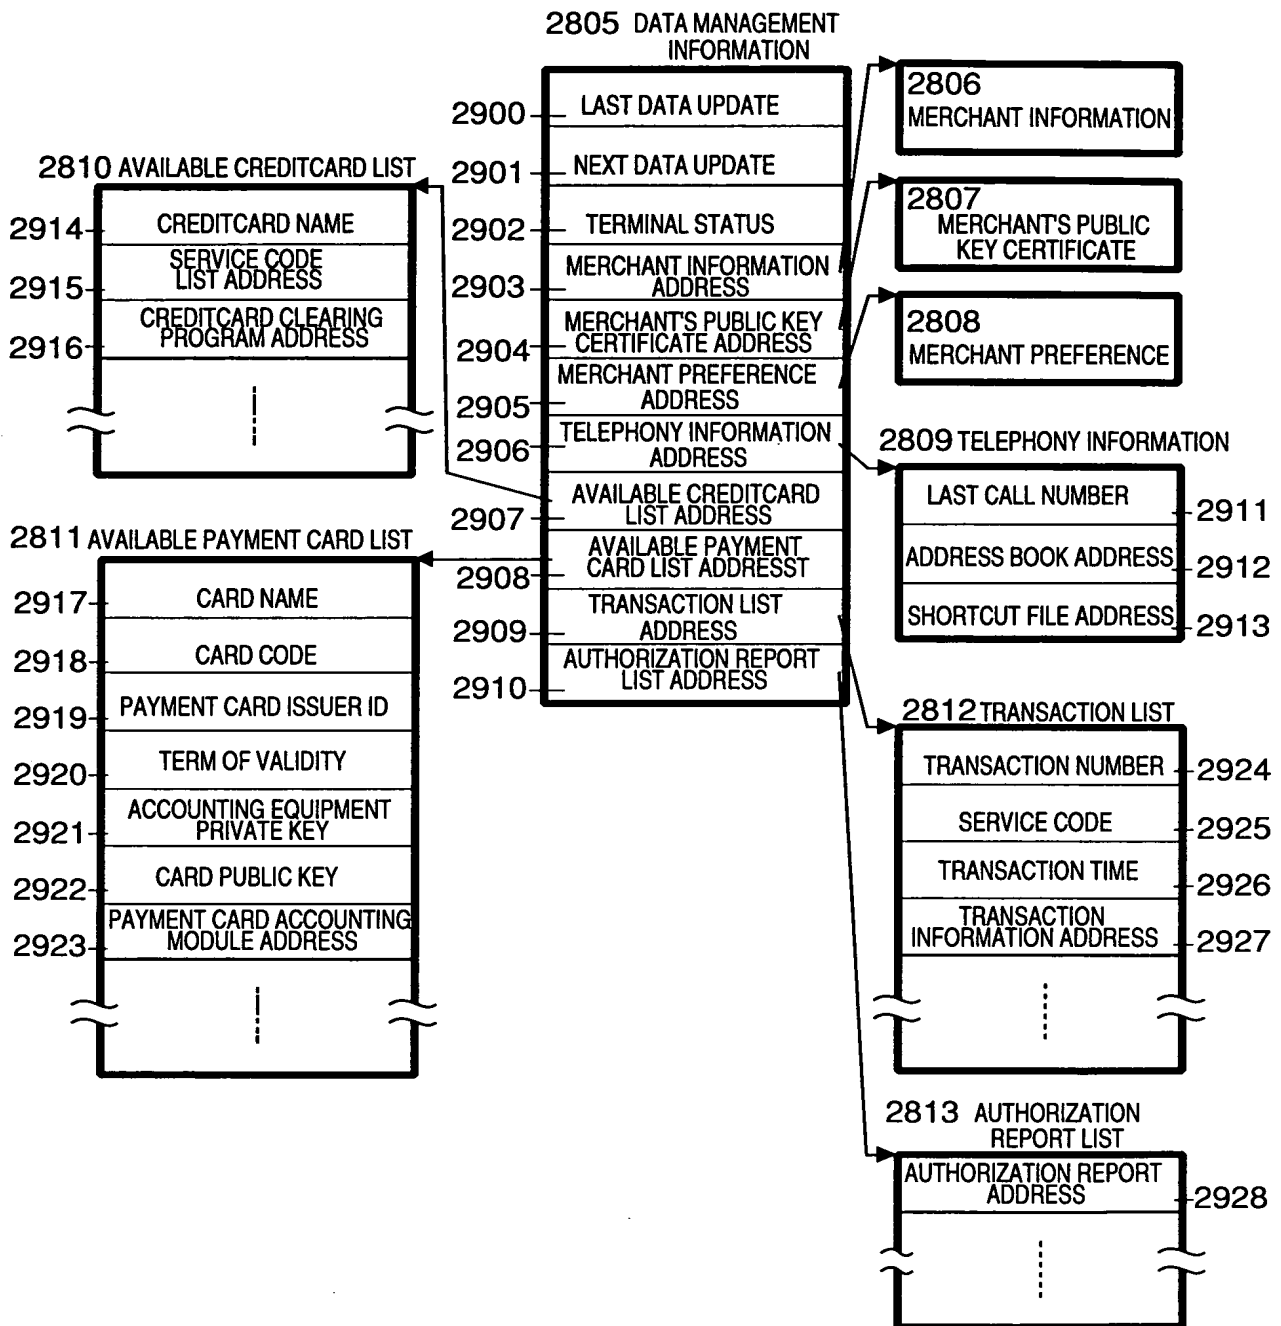 2805 DATA MANAGEMENT
INFORMATION
2900
LAST DATA UPDATE
2901
NEXT DATA UPDATE
2902
TERMINAL STATUS
2903
MERCHANT INFORMATION
ADDRESS
2904
MERCHANT'S PUBLIC KEY
CERTIFICATE ADDRESS
2905
MERCHANT PREFERENCE
ADDRESS
2906
TELEPHONY INFORMATION
ADDRESS
2907
AVAILABLE CREDITCARD
LIST ADDRESS
2908
AVAILABLE PAYMENT
CARD LIST ADDRESST
2909
TRANSACTION LIST
ADDRESS
2910
AUTHORIZATION REPORT
LIST ADDRESS
2810 AVAILABLE CREDITCARD LIST
2914
CREDITCARD NAME
2915
SERVICE CODE
LIST ADDRESS
2916
CREDITCARD CLEARING
PROGRAM ADDRESS
2811 AVAILABLE PAYMENT CARD LIST
2917
CARD NAME
2918
CARD CODE
2919
PAYMENT CARD ISSUER ID
2920
TERM OF VALIDITY
2921
ACCOUNTING EQUIPMENT
PRIVATE KEY
2922
CARD PUBLIC KEY
2923
PAYMENT CARD ACCOUNTING
MODULE ADDRESS
2806
MERCHANT INFORMATION
2807
MERCHANT'S PUBLIC
KEY CERTIFICATE
2808
MERCHANT PREFERENCE
2809 TELEPHONY INFORMATION
LAST CALL NUMBER
2911
ADDRESS BOOK ADDRESS
2912
SHORTCUT FILE ADDRESS
2913
2812 TRANSACTION LIST
TRANSACTION NUMBER
2924
SERVICE CODE
2925
TRANSACTION TIME
2926
TRANSACTION
INFORMATION ADDRESS
2927
2813 AUTHORIZATION
REPORT LIST
AUTHORIZATION REPORT
ADDRESS
2928